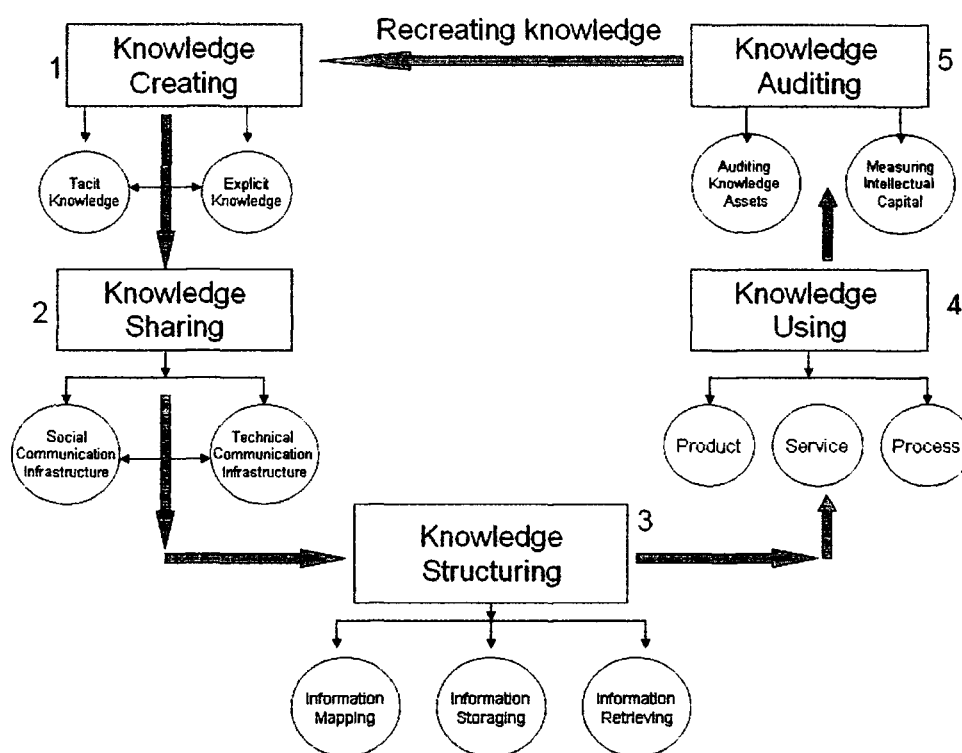 1
Knowledge
Creating
Recreating knowledge
Knowledge
Auditing
5
Tacit
Knowledge
Explicit
Knowledge
Auditing
Knowledge
Assets
Measuring
Intellectual
Capital
2
Knowledge
Sharing
Knowledge
Using
4
Social
Communication
Infrastructure
Technical
Communication
Infrastructure
Product
Service
Process
Knowledge
Structuring
3
Information
Mapping
Information
Storaging
Information
Retrieving